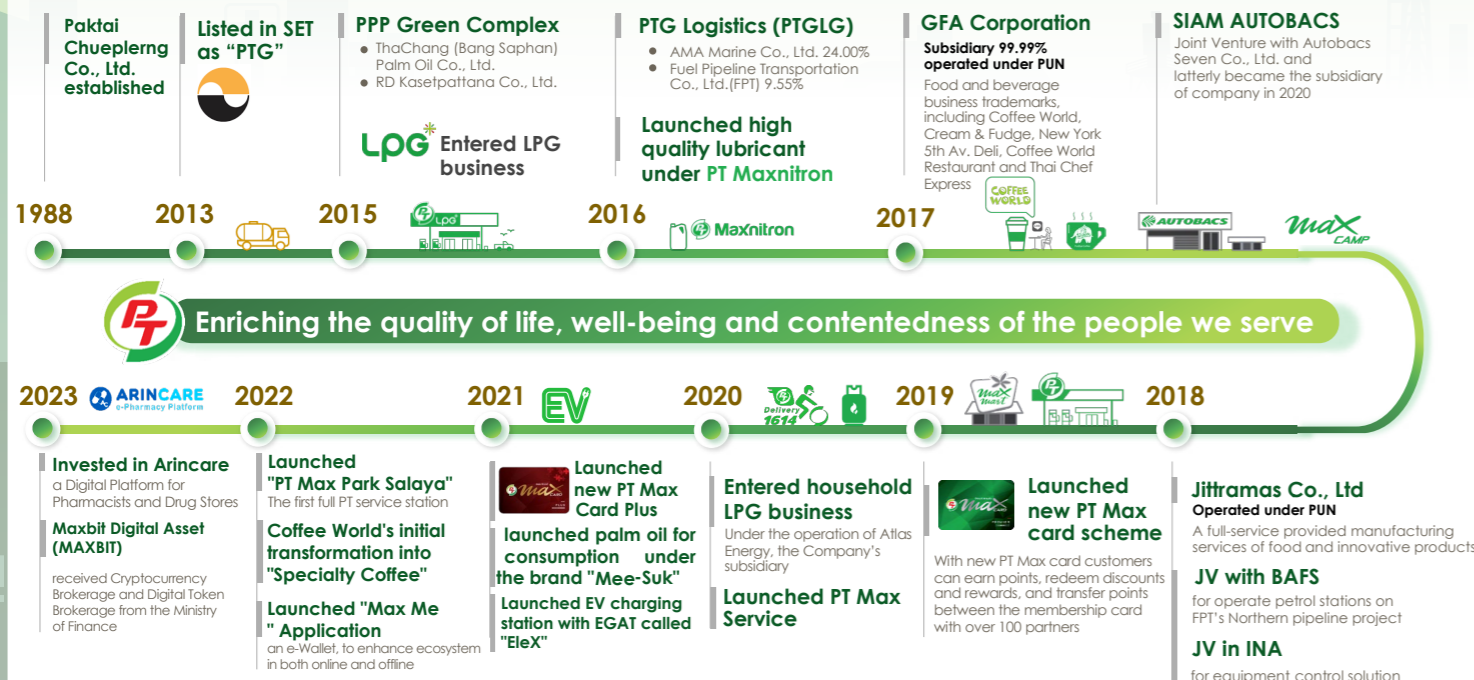 Paktai
Chueplerng
Co., Ltd.
established
Listed in SET
as “PTG”
PPP Green Complex
● ThaChang (Bang Saphan)
Palm Oil Co., Ltd.
● RD Kasetpattana Co., Ltd.
LPG Entered LPG
business
PTG Logistics (PTGLG)
● AMA Marine Co., Ltd. 24.00%
● Fuel Pipeline Transportation
Co., Ltd.(FPT) 9.55%
Launched high
quality lubricant
under PT Maxnitron
GFA Corporation
Subsidiary 99.99%
operated under PUN
Food and beverage
business trademarks,
including Coffee World,
Cream & Fudge, New York
5th Av. Deli, Coffee World
Restaurant and Thai Chef
Express
SIAM AUTOBACS
Joint Venture with Autobacs
Seven Co., Ltd. and
latterly became the subsidiary
of company in 2020
1988
2013
2015
PT LPG
2016
Maxnitron
2017
COFFEE
WORLD
AUTOBACS
max
CAMP
PT Enriching the quality of life, well-being and contentedness of the people we serve
2023
ARINCARE
e-Pharmacy Platform
2022
2021
EV
2020
Delivery
1614
2019
max
mart
PT
2018
Invested in Arincare
a Digital Platform for
Pharmacists and Drug Stores
Maxbit Digital Asset
(MAXBIT)
received Cryptocurrency
Brokerage and Digital Token
Brokerage from the Ministry
of Finance
Launched
"PT Max Park Salaya"
The first full PT service station
Coffee World's initial
transformation into
"Specialty Coffee"
Launched "Max Me
" Application
an e-Wallet, to enhance ecosystem
in both online and offline
max CARD
Launched
new PT Max
Card Plus
launched palm oil for
consumption under
the brand "Mee-Suk"
Launched EV charging
station with EGAT called
"EleX"
Entered household
LPG business
Under the operation of Atlas
Energy, the Company’s
subsidiary
Launched PT Max
Service
max
Launched
new PT Max
card scheme
With new PT Max card customers
can earn points, redeem discounts
and rewards, and transfer points
between the membership card
with over 100 partners
Jittramas Co., Ltd
Operated under PUN
A full-service provided manufacturing
services of food and innovative products
JV with BAFS
for operate petrol stations on
FPT’s Northern pipeline project
JV in INA
for equipment control solution